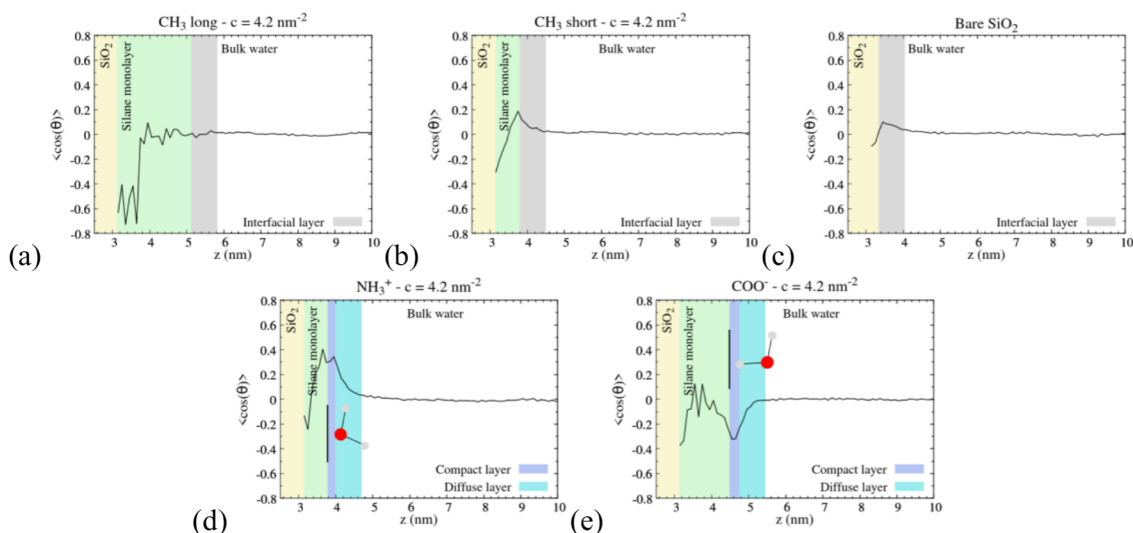 CH₃ long - c = 4.2 nm⁻²
SiO₂
Silane monolayer
Bulk water
Interfacial layer
<cos(θ)>
0.8
0.6
0.4
0.2
0
-0.2
-0.4
-0.6
-0.8
3 4 5 6 7 8 9 10
z (nm)
(a)
CH₃ short - c = 4.2 nm⁻²
SiO₂
Silane monolayer
Bulk water
Interfacial layer
<cos(θ)>
0.8
0.6
0.4
0.2
0
-0.2
-0.4
-0.6
-0.8
3 4 5 6 7 8 9 10
z (nm)
(b)
Bare SiO₂
SiO₂
Bulk water
Interfacial layer
<cos(θ)>
0.8
0.6
0.4
0.2
0
-0.2
-0.4
-0.6
-0.8
3 4 5 6 7 8 9 10
z (nm)
(c)
NH₃⁺ - c = 4.2 nm⁻²
SiO₂
Silane monolayer
Bulk water
Compact layer
Diffuse layer
<cos(θ)>
0.8
0.6
0.4
0.2
0
-0.2
-0.4
-0.6
-0.8
3 4 5 6 7 8 9 10
z (nm)
(d)
COO⁻ - c = 4.2 nm⁻²
SiO₂
Silane monolayer
Bulk water
Compact layer
Diffuse layer
<cos(θ)>
0.8
0.6
0.4
0.2
0
-0.2
-0.4
-0.6
-0.8
3 4 5 6 7 8 9 10
z (nm)
(e)